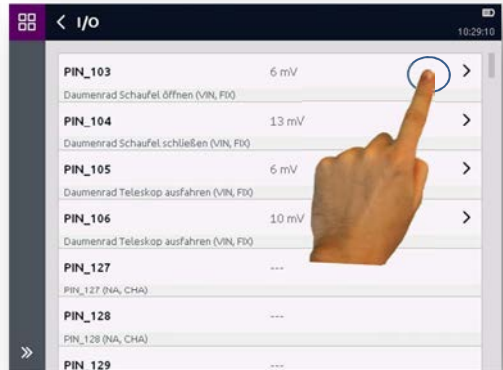 < I/O
10:29:10
PIN_103 6 mV >
Daumenrad Schaufel öffnen (VIN, FIX)
PIN_104 13 mV >
Daumenrad Schaufel schließen (VIN, FIX)
PIN_105 6 mV >
Daumenrad Teleskop ausfahren (VIN, FIX)
PIN_106 10 mV >
Daumenrad Teleskop ausfahren (VIN, FIX)
PIN_127 ---
PIN_127 (NA, CHA)
PIN_128 ---
PIN_128 (NA, CHA)
PIN_129 ---
»